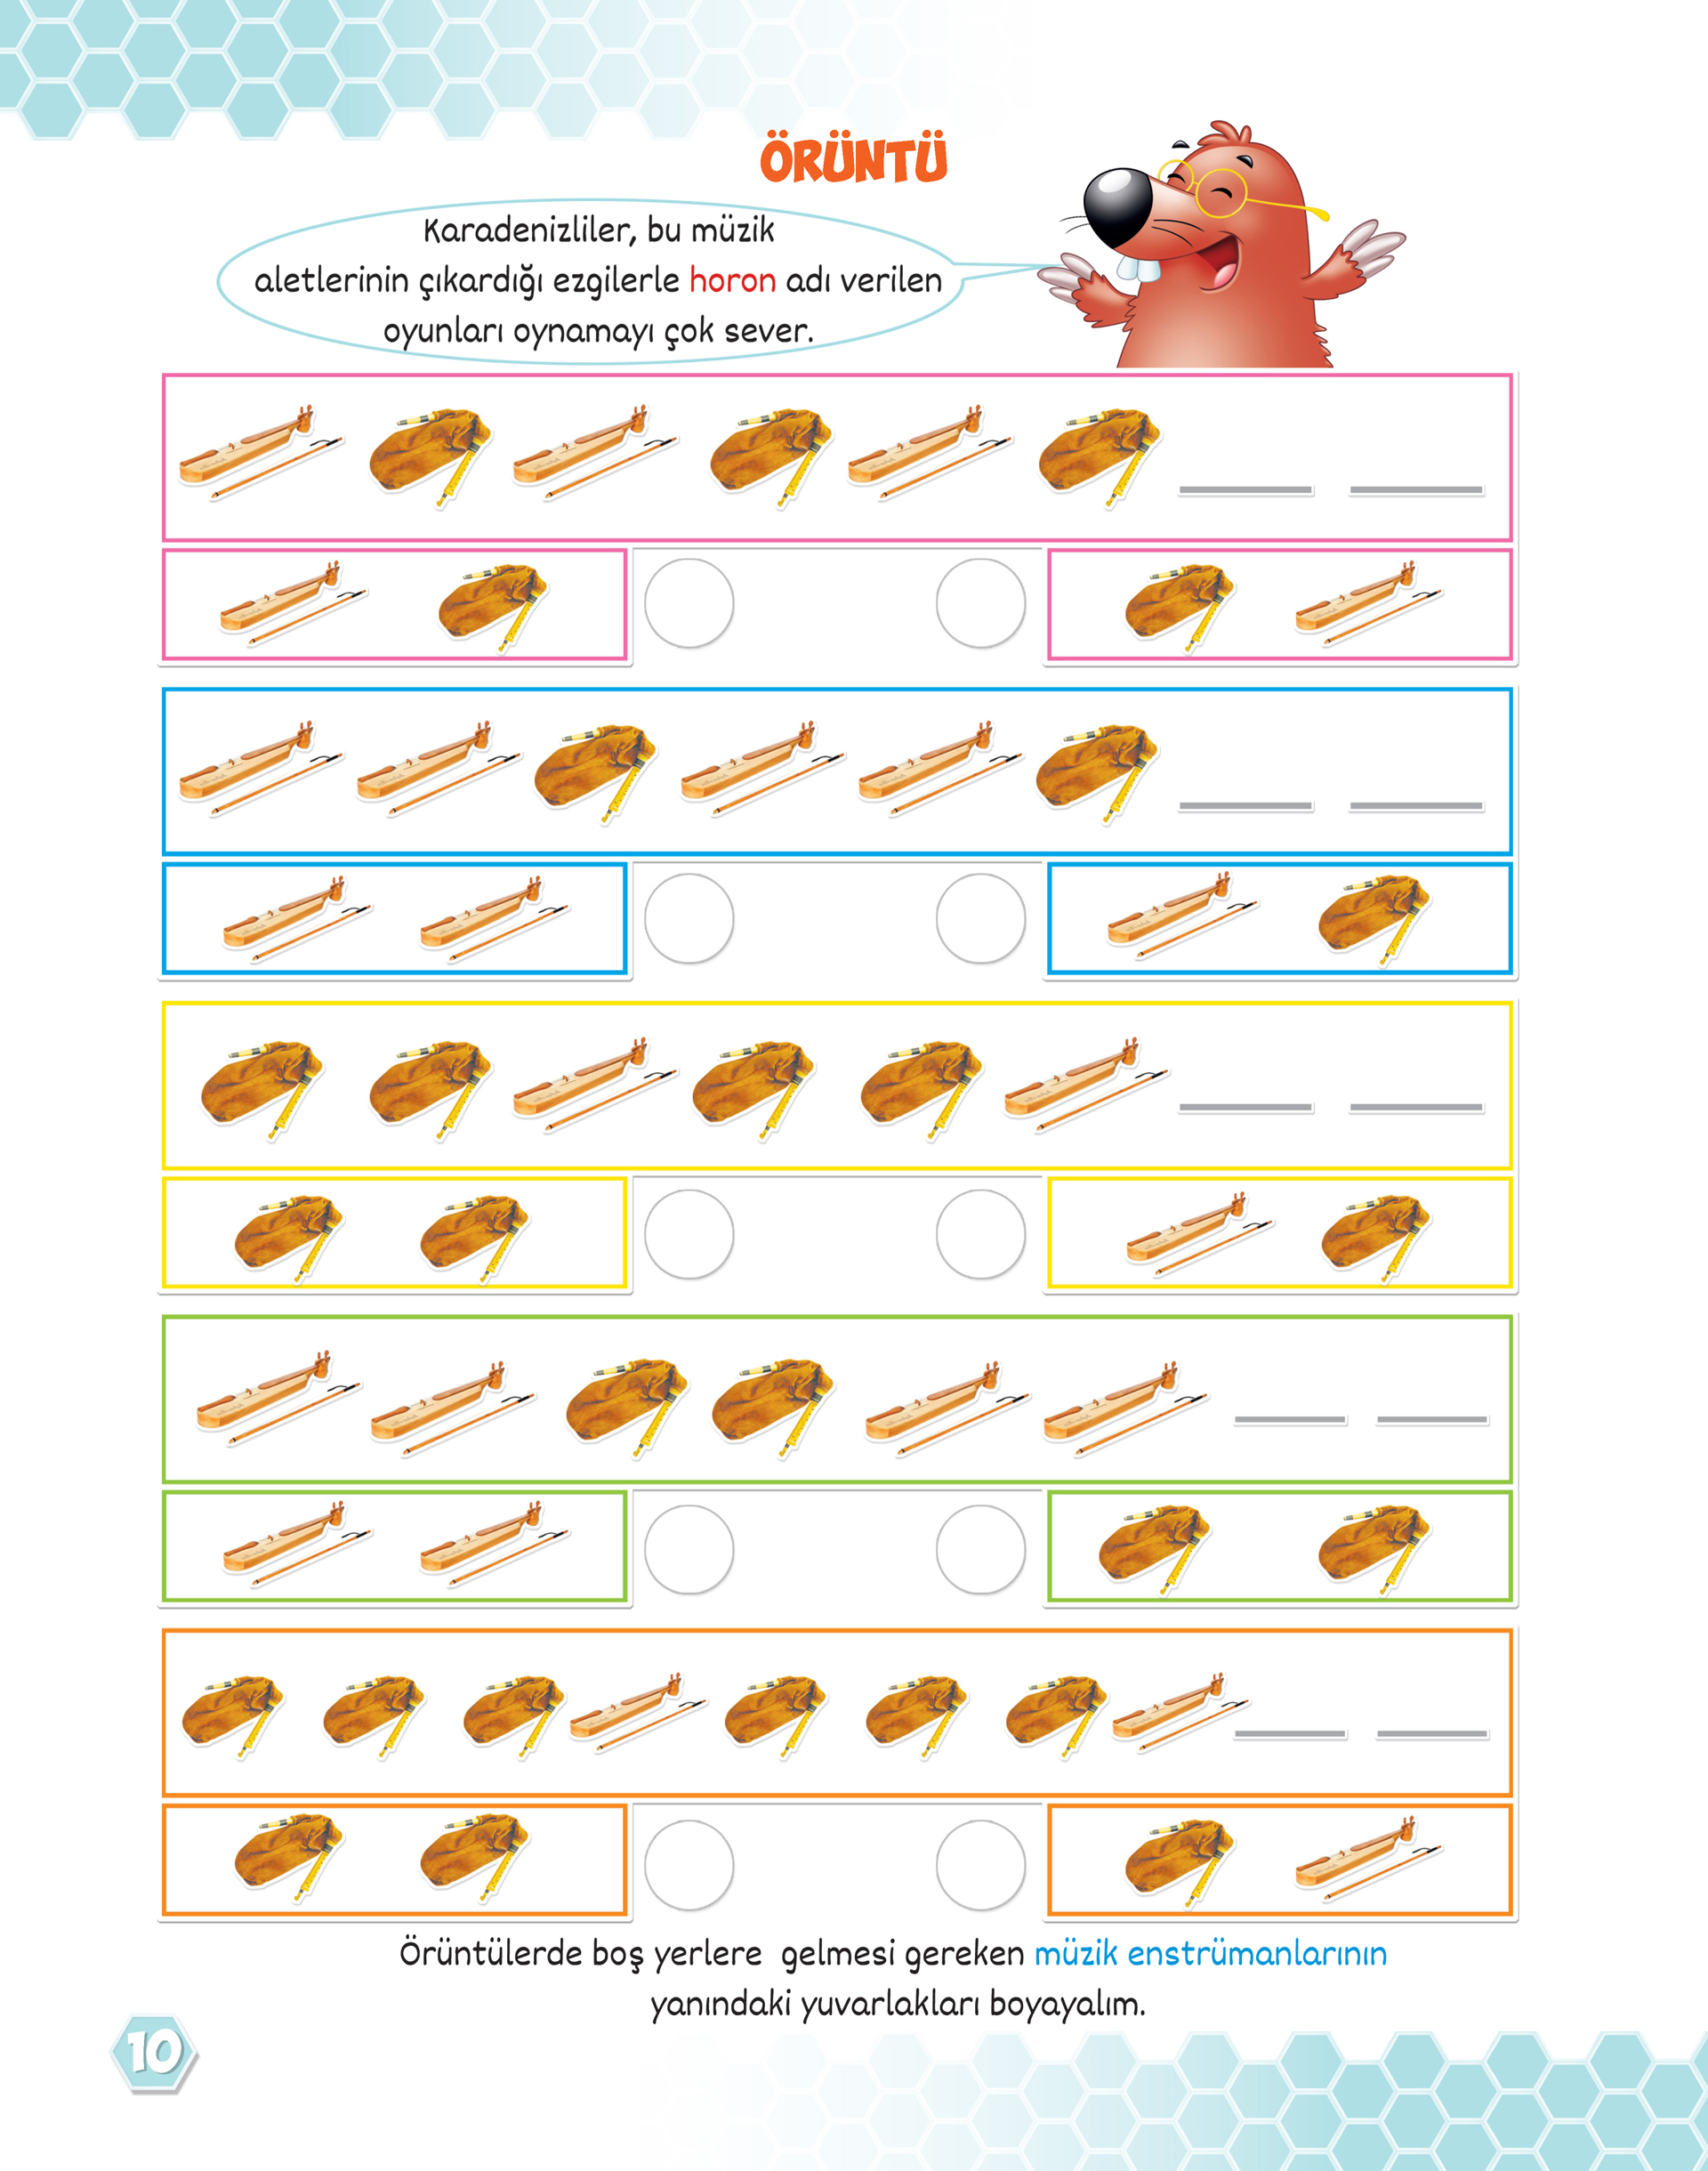 ÖRÜNTÜ
Karadenizliler, bu müzik
aletlerinin çıkardığı ezgilerle horon adı verilen
oyunları oynamayı çok sever.
Örüntülerde boş yerlere gelmesi gereken müzik enstrümanlarının
yanındaki yuvarlakları boyayalım.
10